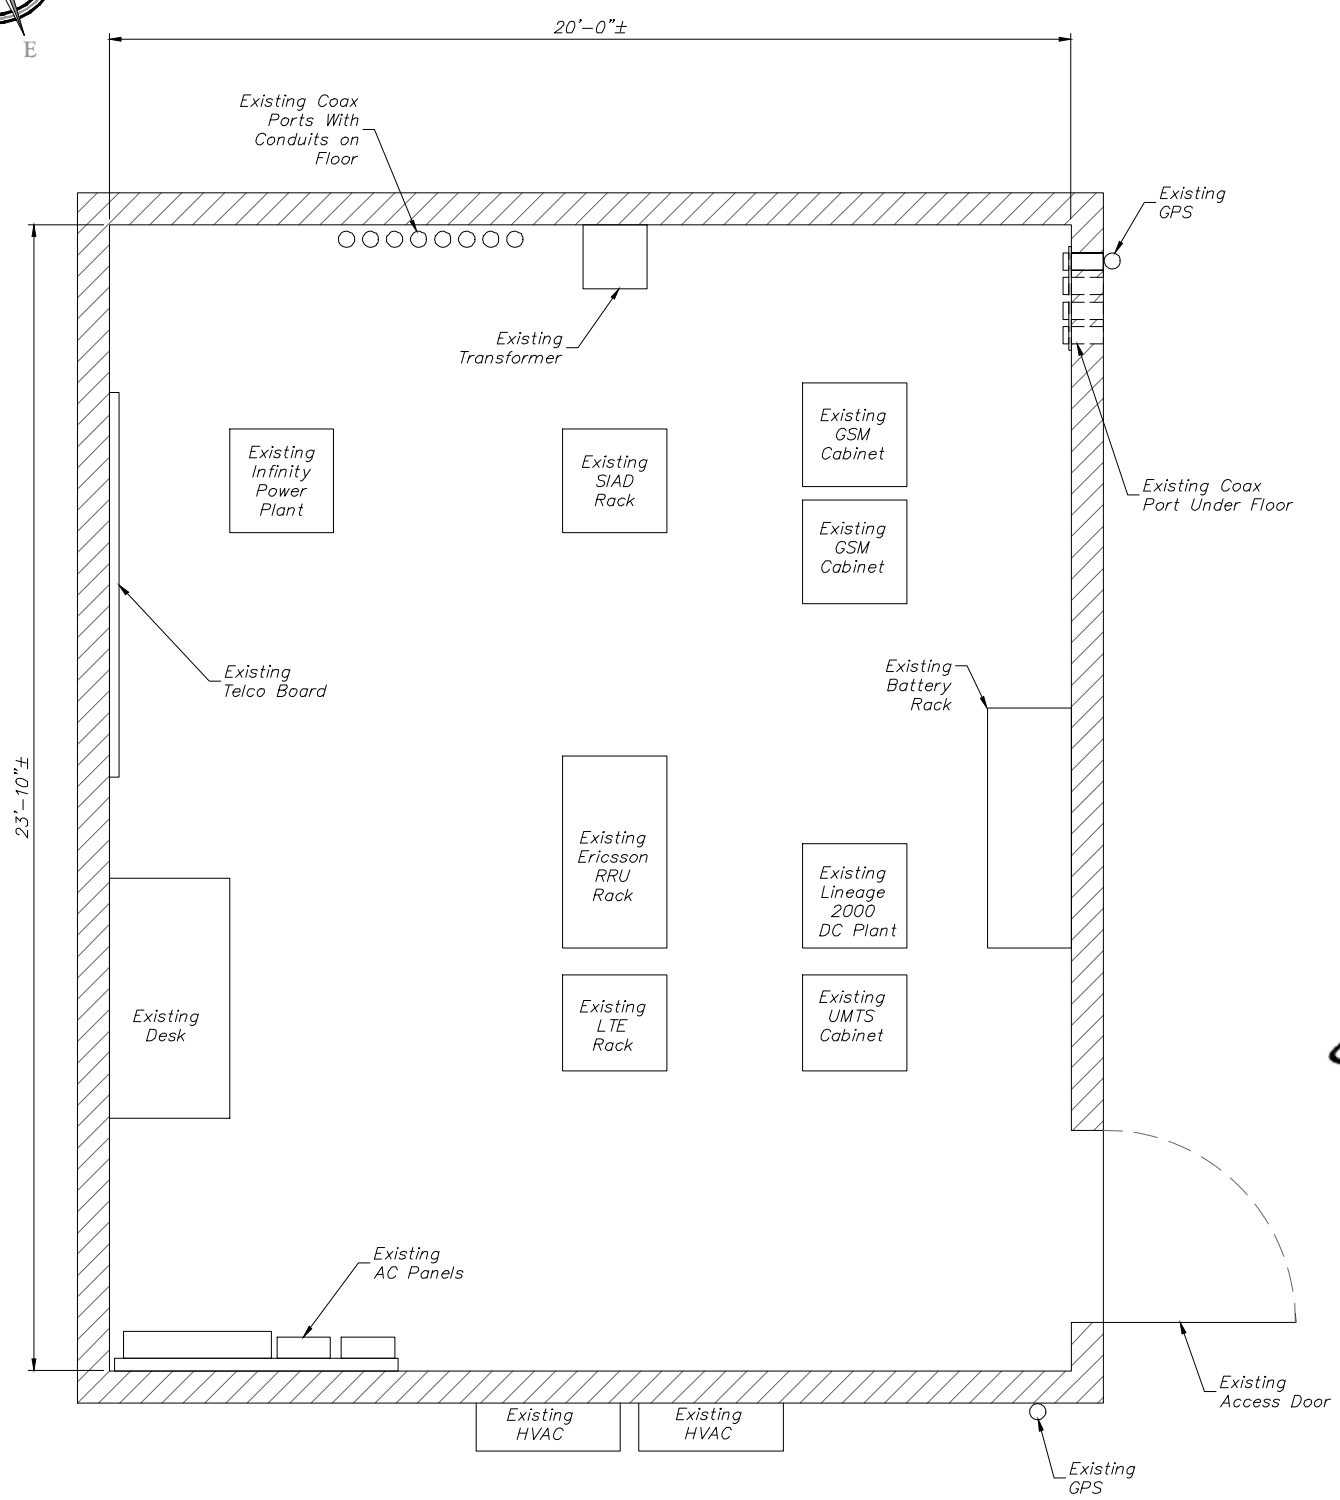 E
20'-0"±
Existing Coax
Ports With
Conduits on
Floor
Existing
GPS
Existing
Transformer
Existing
GSM
Cabinet
Existing
Infinity
Power
Plant
Existing
SIAD
Rack
Existing Coax
Port Under Floor
Existing
GSM
Cabinet
Existing
Telco Board
Existing
Battery
Rack
23'-10"±
Existing
Ericsson
RRU
Rack
Existing
Lineage
2000
DC Plant
Existing
Desk
Existing
LTE
Rack
Existing
UMTS
Cabinet
Existing
AC Panels
Existing
Access Door
Existing
HVAC
Existing
HVAC
Existing
GPS